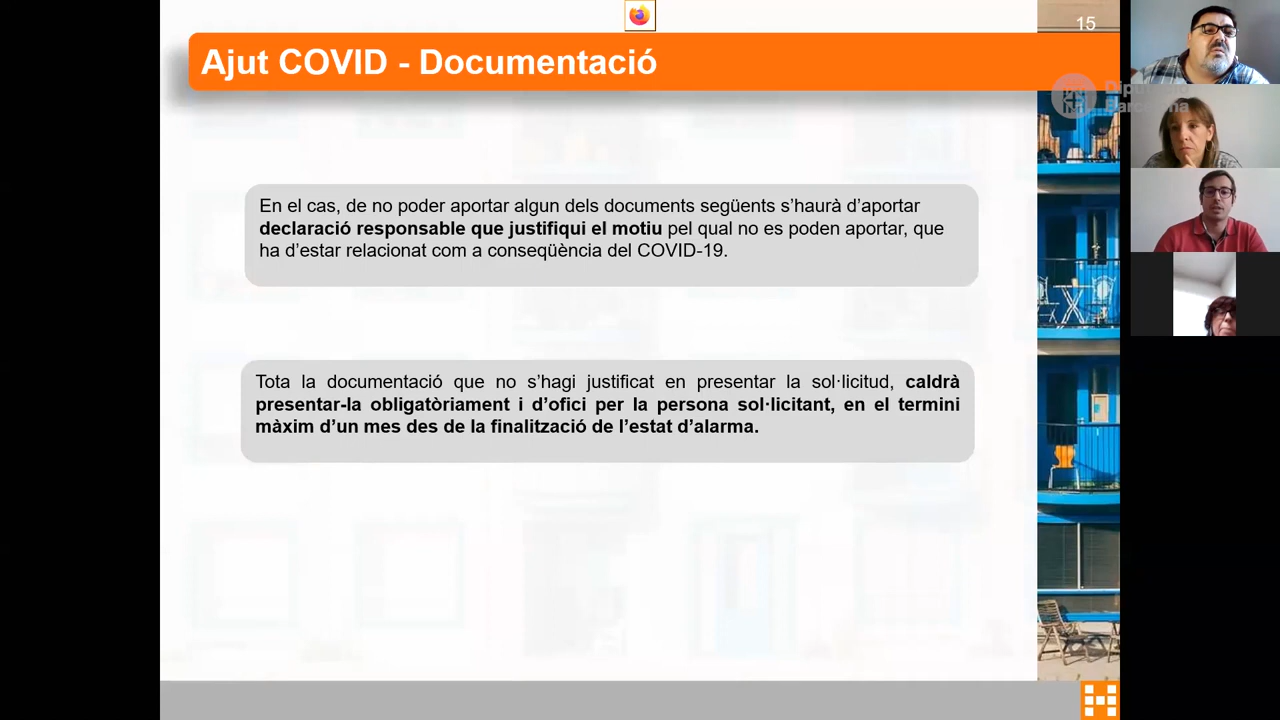 15
Ajut COVID - Documentació
Diputació
Barcelona
En el cas, de no poder aportar algun dels documents següents s'haurà d'aportar
declaració responsable que justifiqui el motiu pel qual no es poden aportar, que
ha d'estar relacionat com a conseqüència del COVID-19.
Tota la documentació que no s'hagi justificat en presentar la sol·licitud, caldrà
presentar-la obligatòriament i d'ofici per la persona sol·licitant, en el termini
màxim d'un mes des de la finalització de l'estat d'alarma.